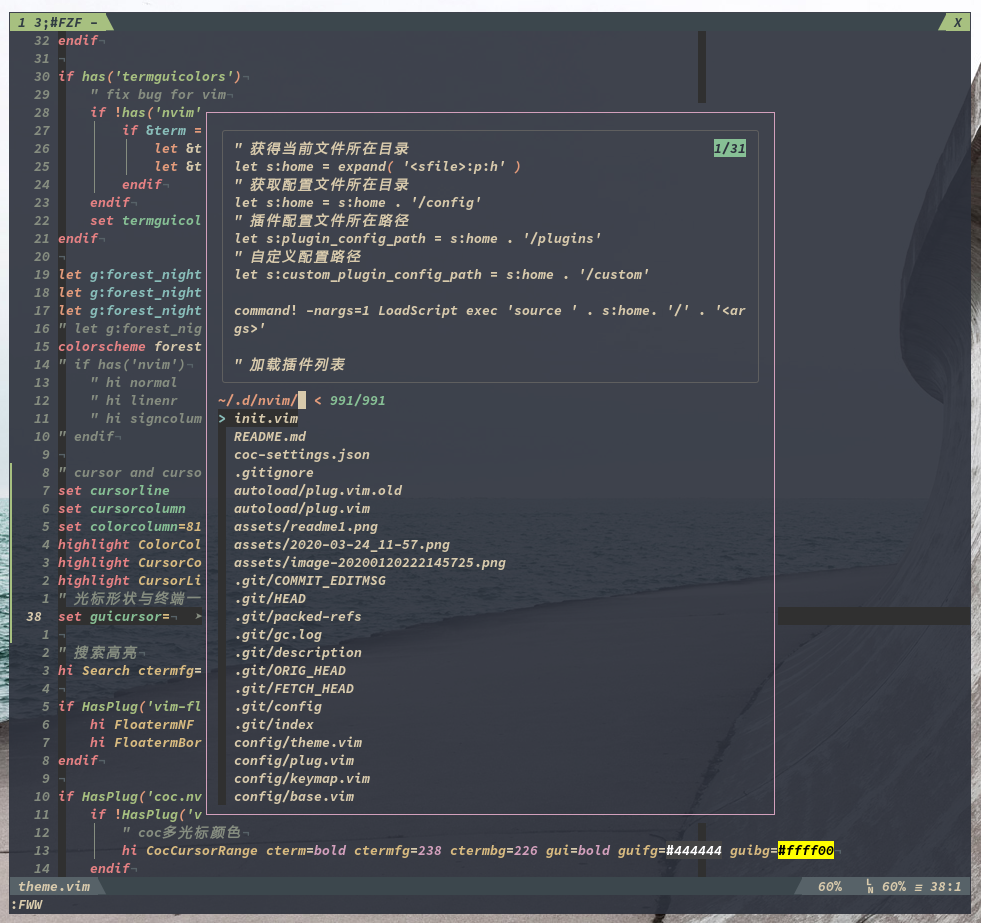 1 3;#FZF - X
32 endif¬
31 ¬
30 if has('termguicolors')¬
29 " fix bug for vim¬
28 if !has('nvim'
27 if &term =
26 let &t
25 let &t
24 endif¬
23 endif¬
22 set termguicol
21 endif¬
20 ¬
19 let g:forest_night
18 let g:forest_night
17 let g:forest_night
16 " let g:forest_nig
15 colorscheme forest
14 " if has('nvim')¬
13 " hi normal
12 " hi linenr
11 " hi signcolum
10 " endif¬
9 ¬
8 " cursor and curso
7 set cursorline
6 set cursorcolumn
5 set colorcolumn=81
4 highlight ColorCol
3 highlight CursorCo
2 highlight CursorLi
1 " 光标形状与终端一
38 set guicursor=¬ ➤
1 ¬
2 " 搜索高亮¬
3 hi Search ctermfg=
4 ¬
5 if HasPlug('vim-fl
6 hi FloatermNF
7 hi FloatermBor
8 endif¬
9 ¬
10 if HasPlug('coc.nv
11 if !HasPlug('v
12 " coc多光标颜色¬
13 hi CocCursorRange cterm=bold ctermfg=238 ctermbg=226 gui=bold guifg=#444444 guibg=#ffff00¬
14 endif¬
" 获得当前文件所在目录 1/31
let s:home = expand( '<sfile>:p:h' )
" 获取配置文件所在目录
let s:home = s:home . '/config'
" 插件配置文件所在路径
let s:plugin_config_path = s:home . '/plugins'
" 自定义配置路径
let s:custom_plugin_config_path = s:home . '/custom'
command! -nargs=1 LoadScript exec 'source ' . s:home. '/' . '<ar
gs>'
" 加载插件列表
~/.d/nvim/ < 991/991
> init.vim
README.md
coc-settings.json
.gitignore
autoload/plug.vim.old
autoload/plug.vim
assets/readme1.png
assets/2020-03-24_11-57.png
assets/image-20200120222145725.png
.git/COMMIT_EDITMSG
.git/HEAD
.git/packed-refs
.git/gc.log
.git/description
.git/ORIG_HEAD
.git/FETCH_HEAD
.git/config
.git/index
config/theme.vim
config/plug.vim
config/keymap.vim
config/base.vim
theme.vim 60% LN 60% ≡ 38:1
:FWW